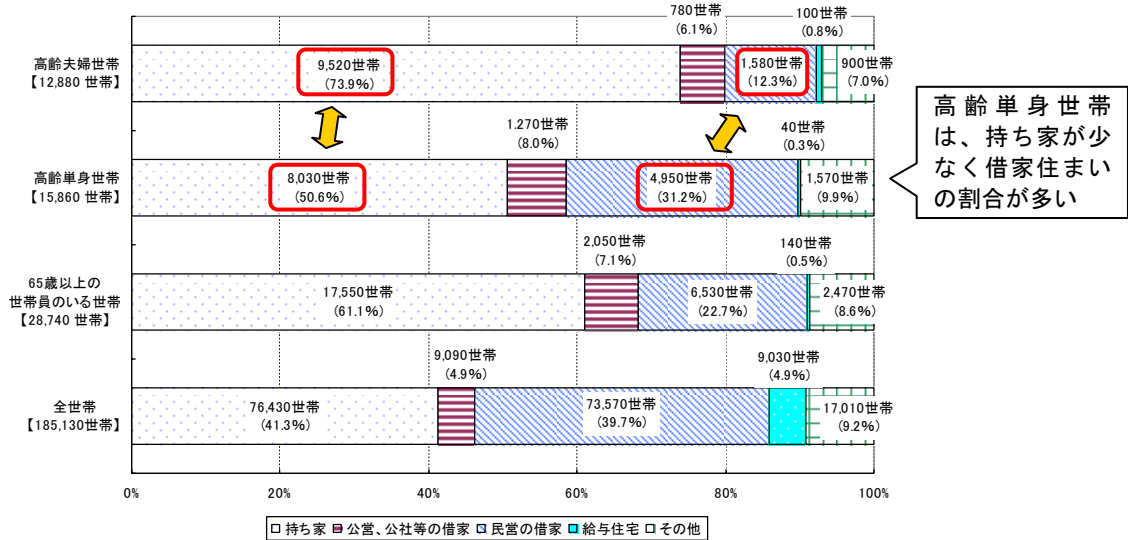 780世帯
(6.1%)
100世帯
(0.8%)
高齢夫婦世帯
【12,880 世帯】
9,520世帯
(73.9%)
1,580世帯
(12.3%)
900世帯
(7.0%)
1.270世帯
(8.0%)
40世帯
(0.3%)
高齢単身世帯
【15,860 世帯】
8,030世帯
(50.6%)
4,950世帯
(31.2%)
1,570世帯
(9.9%)
高齢単身世帯
は、持ち家が少
なく借家住まい
の割合が多い
2,050世帯
(7.1%)
140世帯
(0.5%)
65歳以上の
世帯員のいる世帯
【28,740 世帯】
17,550世帯
(61.1%)
6,530世帯
(22.7%)
2,470世帯
(8.6%)
9,090世帯
(4.9%)
9,030世帯
(4.9%)
全世帯
【185,130世帯】
76,430世帯
(41.3%)
73,570世帯
(39.7%)
17,010世帯
(9.2%)
0% 20% 40% 60% 80% 100%
持ち家 公営、公社等の借家 民営の借家 給与住宅 その他